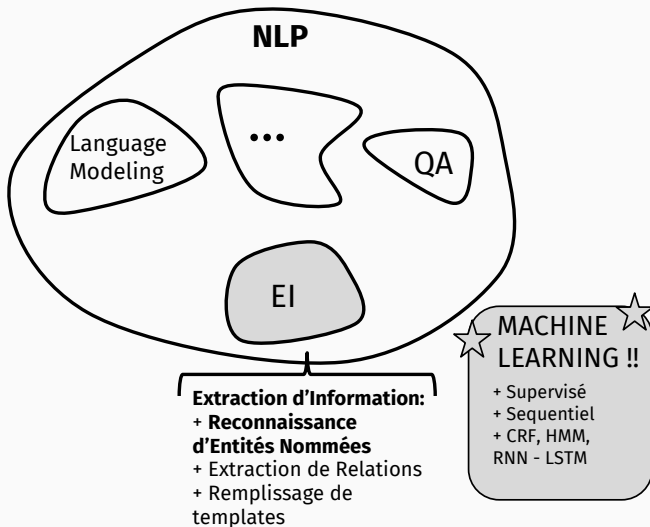 NLP
Language
Modeling
...
QA
EI
Extraction d'Information:
+ Reconnaissance
d'Entités Nommées
+ Extraction de Relations
+ Remplissage de
templates
MACHINE
LEARNING !!
+ Supervisé
+ Sequentiel
+ CRF, HMM,
RNN - LSTM